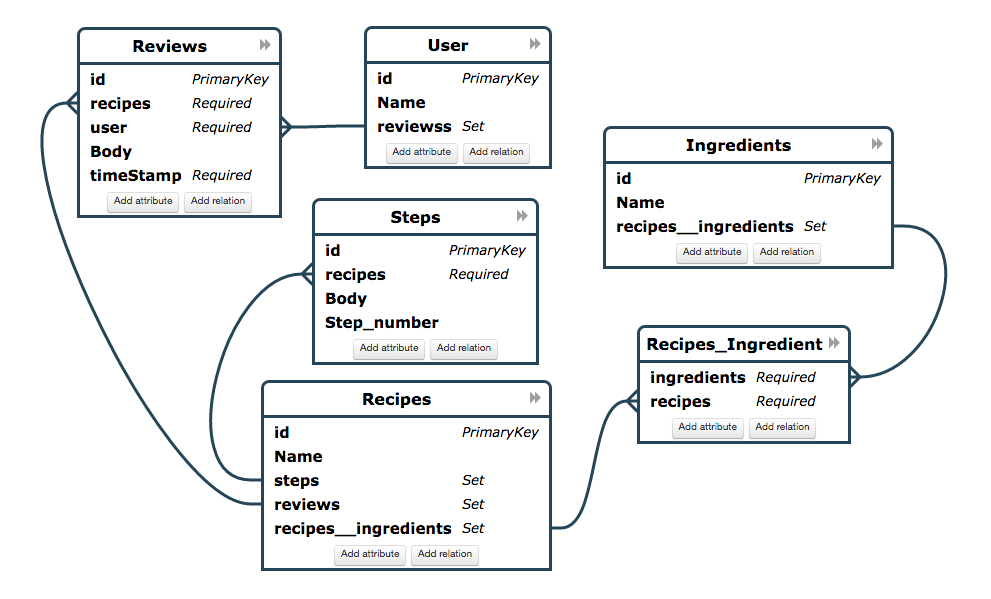 Reviews
id PrimaryKey
recipes Required
user Required
Body
timeStamp Required
Add attribute Add relation
User
id PrimaryKey
Name
reviewss Set
Add attribute Add relation
Ingredients
id PrimaryKey
Name
recipes__ingredients Set
Add attribute Add relation
Steps
id PrimaryKey
recipes Required
Body
Step_number
Add attribute Add relation
Recipes_Ingredient
ingredients Required
recipes Required
Add attribute Add relation
Recipes
id PrimaryKey
Name
steps Set
reviews Set
recipes__ingredients Set
Add attribute Add relation